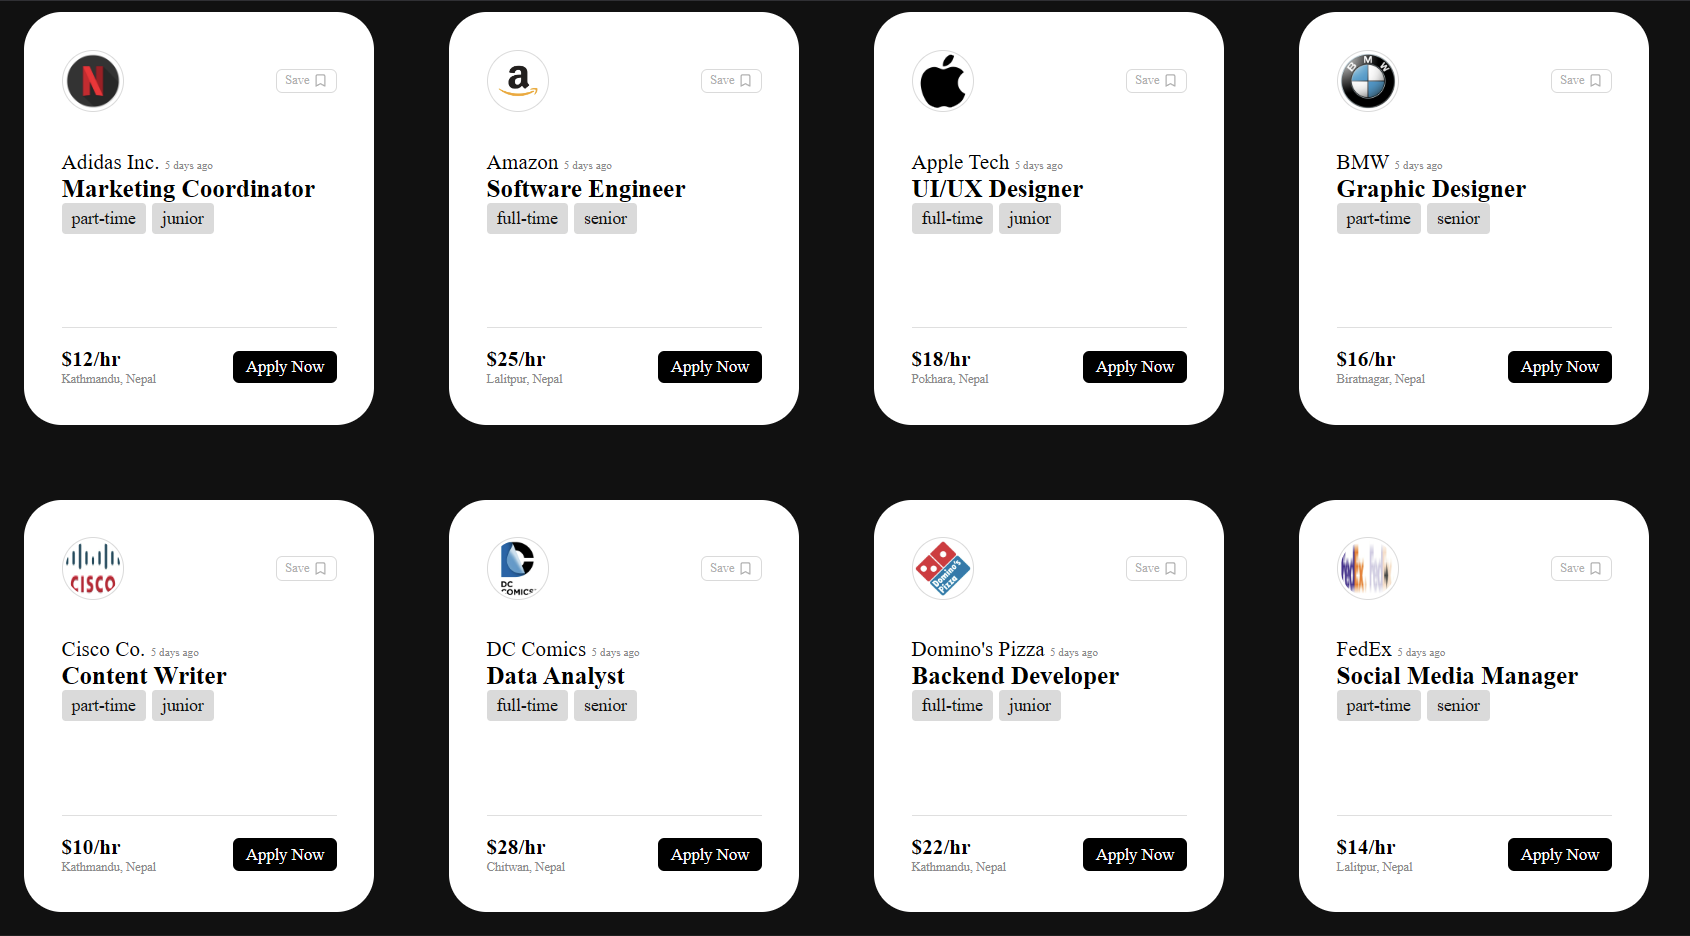 N
Save
Adidas Inc. 5 days ago
Marketing Coordinator
part-time junior
$12/hr
Kathmandu, Nepal
Apply Now
a
Save
Amazon 5 days ago
Software Engineer
full-time senior
$25/hr
Lalitpur, Nepal
Apply Now
Save
Apple Tech 5 days ago
UI/UX Designer
full-time junior
$18/hr
Pokhara, Nepal
Apply Now
BMW
Save
BMW 5 days ago
Graphic Designer
part-time senior
$16/hr
Biratnagar, Nepal
Apply Now
CISCO
Save
Cisco Co. 5 days ago
Content Writer
part-time junior
$10/hr
Kathmandu, Nepal
Apply Now
DC
COMICS
Save
DC Comics 5 days ago
Data Analyst
full-time senior
$28/hr
Chitwan, Nepal
Apply Now
Domino's
Pizza
Save
Domino's Pizza 5 days ago
Backend Developer
full-time junior
$22/hr
Kathmandu, Nepal
Apply Now
FedEx
Save
FedEx 5 days ago
Social Media Manager
part-time senior
$14/hr
Lalitpur, Nepal
Apply Now